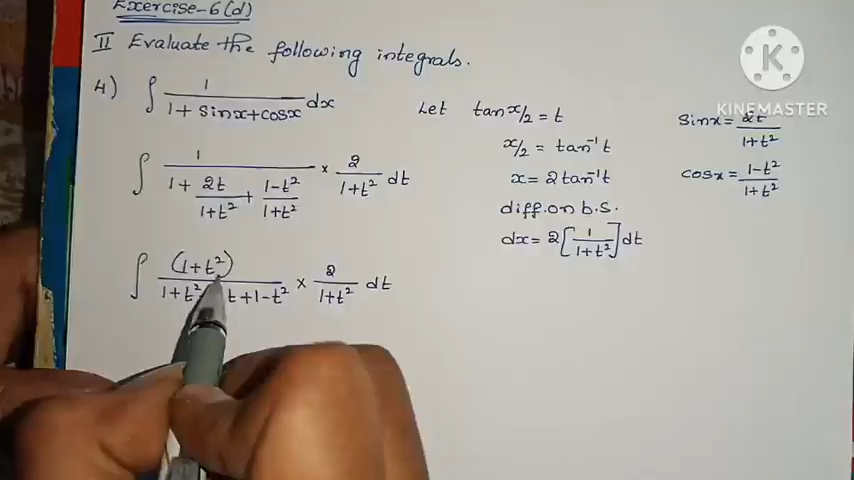 Exercise-6(d)
II Evaluate the following integrals.
4) ∫ 1/(1+sinx+cosx) dx
∫ 1/(1 + 2t/(1+t²) + (1-t²)/(1+t²)) × 2/(1+t²) dt
∫ (1+t²)/(1+t² t+1-t²) × 2/(1+t²) dt
Let tan x/2 = t
x/2 = tan⁻¹t
x = 2tan⁻¹t
diff.on b.s.
dx = 2[1/(1+t²)]dt
sinx = 2t/(1+t²)
cosx = (1-t²)/(1+t²)
K
KINEMASTER